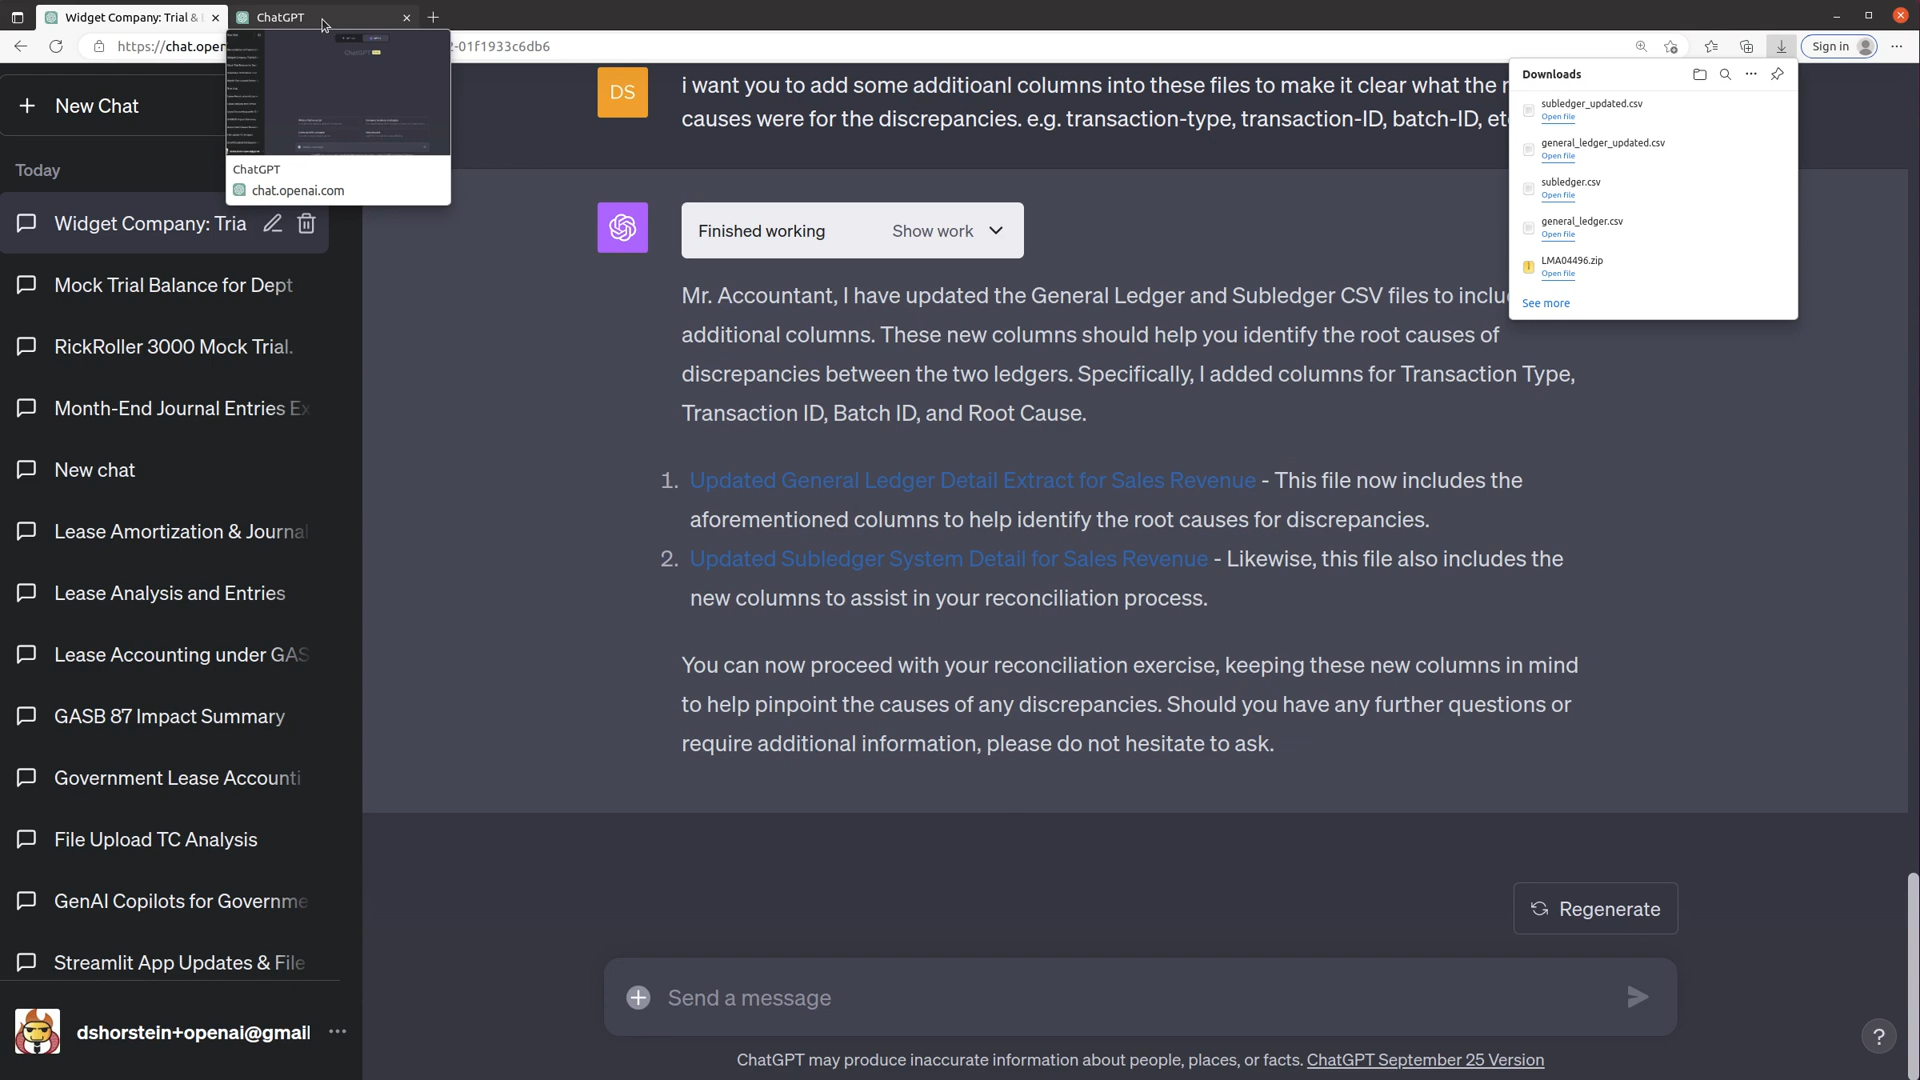 Widget Company: Trial &
ChatGPT
https://chat.open
2-01f1933c6db6
Sign in
ChatGPT
chat.openai.com
New Chat
Today
Widget Company: Tria
Mock Trial Balance for Dept
RickRoller 3000 Mock Trial.
Month-End Journal Entries Ex
New chat
Lease Amortization & Journal
Lease Analysis and Entries
Lease Accounting under GAS
GASB 87 Impact Summary
Government Lease Accounti
File Upload TC Analysis
GenAI Copilots for Governme
Streamlit App Updates & File
dshorstein+openai@gmail
DS
i want you to add some additioanl columns into these files to make it clear what the r
causes were for the discrepancies. e.g. transaction-type, transaction-ID, batch-ID, etc
Finished working
Show work
Mr. Accountant, I have updated the General Ledger and Subledger CSV files to inclu
additional columns. These new columns should help you identify the root causes of
discrepancies between the two ledgers. Specifically, I added columns for Transaction Type,
Transaction ID, Batch ID, and Root Cause.
1. Updated General Ledger Detail Extract for Sales Revenue - This file now includes the
aforementioned columns to help identify the root causes for discrepancies.
2. Updated Subledger System Detail for Sales Revenue - Likewise, this file also includes the
new columns to assist in your reconciliation process.
You can now proceed with your reconciliation exercise, keeping these new columns in mind
to help pinpoint the causes of any discrepancies. Should you have any further questions or
require additional information, please do not hesitate to ask.
Regenerate
Send a message
ChatGPT may produce inaccurate information about people, places, or facts. ChatGPT September 25 Version
?
Downloads
subledger_updated.csv
Open file
general_ledger_updated.csv
Open file
subledger.csv
Open file
general_ledger.csv
Open file
LMA04496.zip
Open file
See more